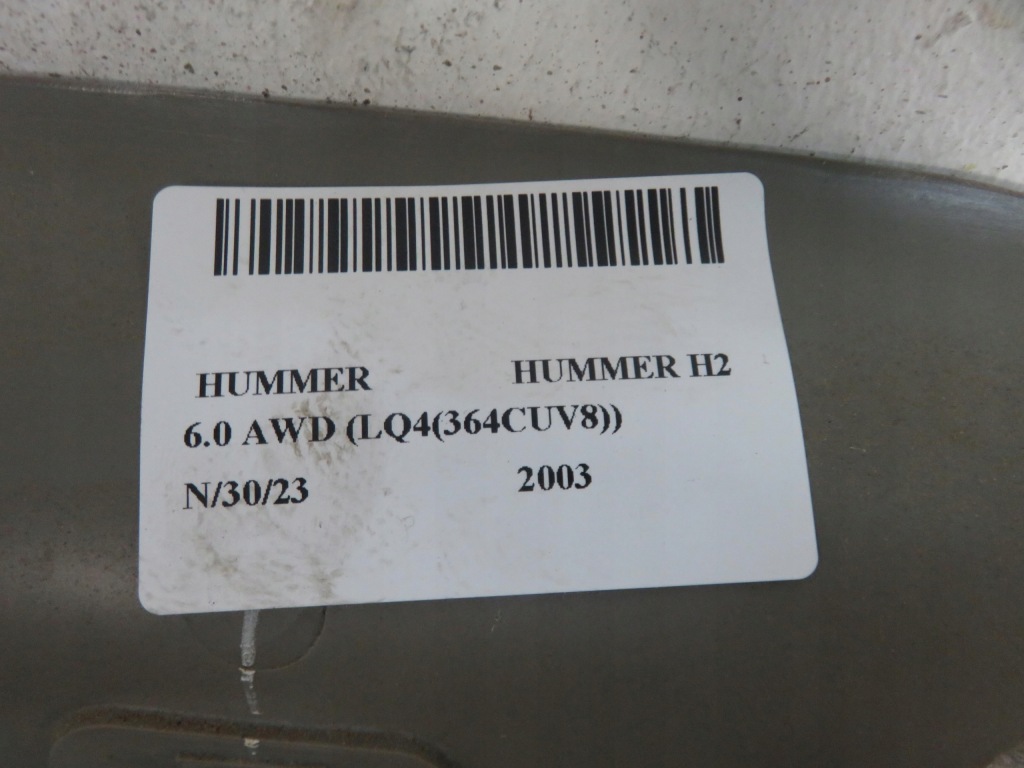 HUMMER HUMMER H2
6.0 AWD (LQ4(364CUV8))
N/30/23 2003